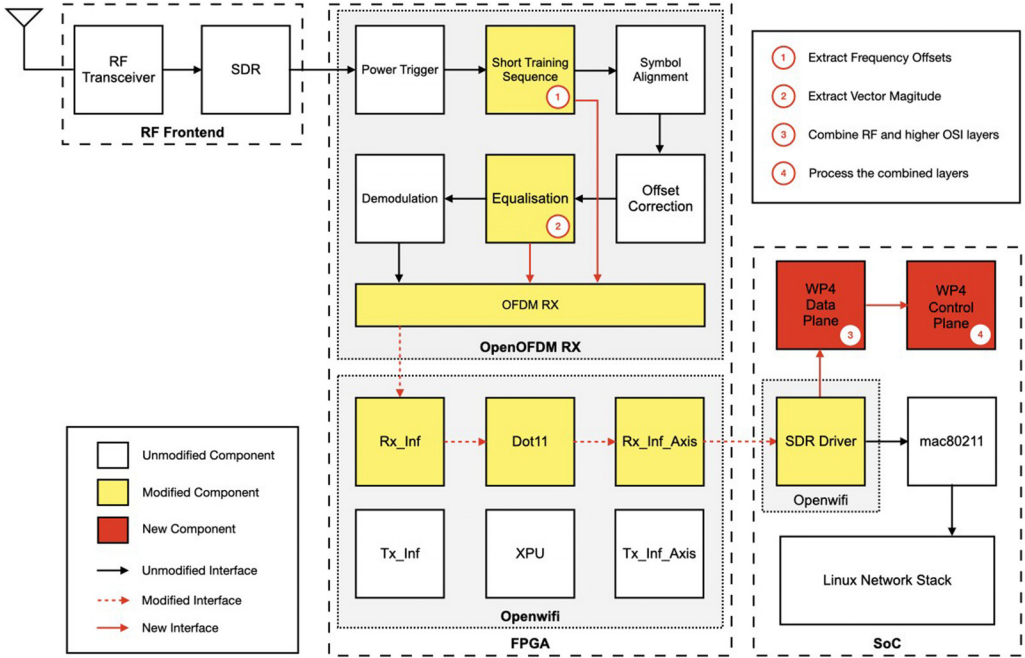 RF
Transceiver
SDR
RF Frontend
Power Trigger
Short Training
Sequence
1
Symbol
Alignment
Demodulation
Equalisation
2
Offset
Correction
OFDM RX
OpenOFDM RX
Rx_Inf
Dot11
Rx_Inf_Axis
Tx_Inf
XPU
Tx_Inf_Axis
Openwifi
FPGA
1 Extract Frequency Offsets
2 Extract Vector Magitude
3 Combine RF and higher OSI layers
4 Process the combined layers
WP4
Data
Plane
3
WP4
Control
Plane
4
SDR Driver
Openwifi
mac80211
Linux Network Stack
SoC
Unmodified Component
Modified Component
New Component
Unmodified Interface
Modified Interface
New Interface